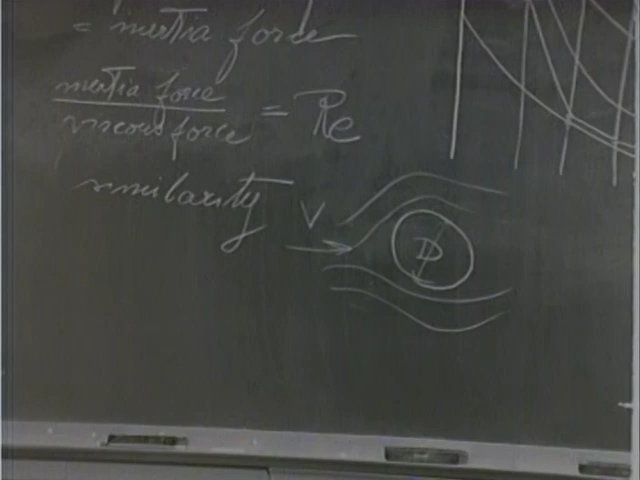 = inertia force
inertia force
viscous force
= Re
similarity
V
D